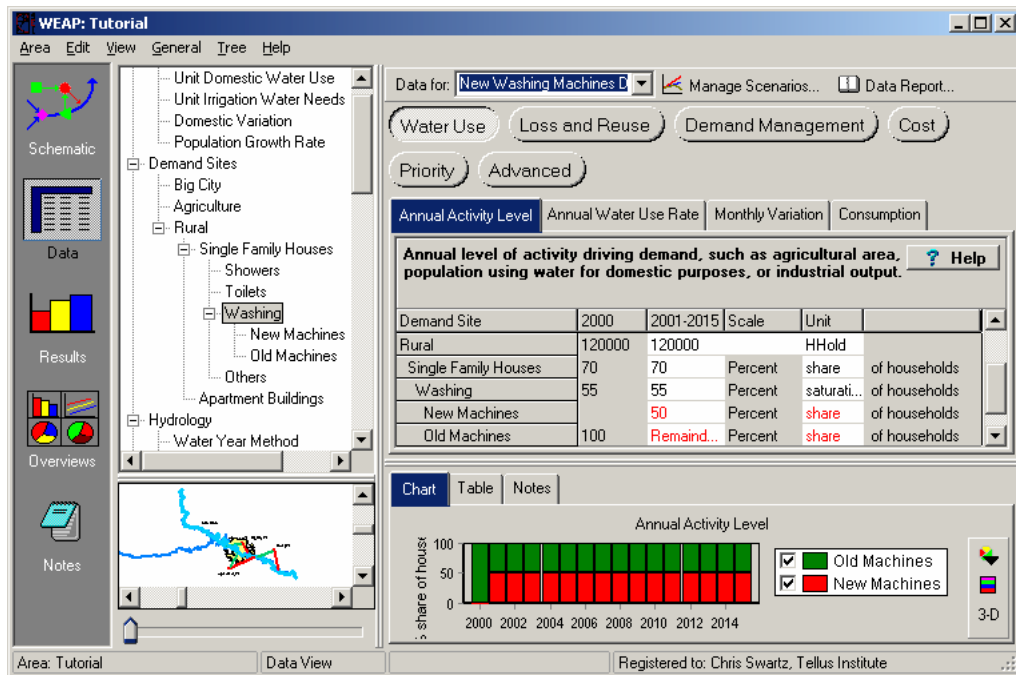 WEAP: Tutorial
Area Edit View General Tree Help
Schematic
Data
Results
Overviews
Notes
Unit Domestic Water Use
Unit Irrigation Water Needs
Domestic Variation
Population Growth Rate
Demand Sites
Big City
Agriculture
Rural
Single Family Houses
Showers
Toilets
Washing
New Machines
Old Machines
Others
Apartment Buildings
Hydrology
Water Year Method
Data for: New Washing Machines D Manage Scenarios... Data Report...
Water Use Loss and Reuse Demand Management Cost
Priority Advanced
Annual Activity Level Annual Water Use Rate Monthly Variation Consumption
Annual level of activity driving demand, such as agricultural area,
population using water for domestic purposes, or industrial output.
? Help
Demand Site 2000 2001-2015 Scale Unit
Rural 120000 120000 HHold
Single Family Houses 70 70 Percent share of households
Washing 55 55 Percent saturati... of households
New Machines 50 Percent share of households
Old Machines 100 Remaind... Percent share of households
Chart Table Notes
Annual Activity Level
share of house
100
50
0
2000 2002 2004 2006 2008 2010 2012 2014
Old Machines
New Machines
3-D
Area: Tutorial Data View Registered to: Chris Swartz, Tellus Institute